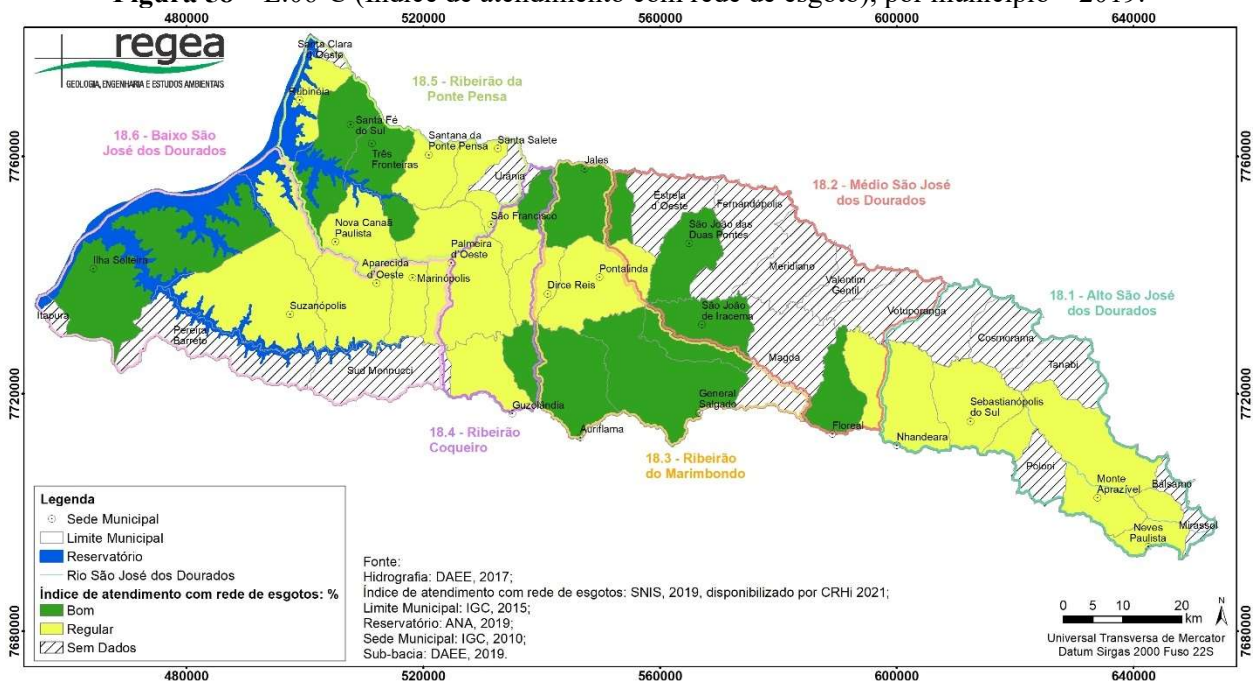 Figura 38 – E.06-C (Índice de atendimento com rede de esgoto), por município – 2019.
480000
520000
560000
600000
640000
regea
GEOLOGIA, ENGENHARIA E ESTUDOS AMBIENTAIS
Santa Clara
d'Oeste
18.5 - Ribeirão da
Ponte Pensa
Rubinéia
Santa Fé
do Sul
Três
Fronteiras
Santana da
Ponte Pensa
Santa Salete
Urânia
Jales
18.6 - Baixo São
José dos Dourados
18.2 - Médio São José
dos Dourados
Estrela
d'Oeste
Fernandópolis
São João das
Duas Pontes
Nova Canaã
Paulista
São Francisco
Palmeira
d'Oeste
Aparecida
d'Oeste
Marinópolis
Dirce Reis
Pontalinda
Meridiano
Valentim
Gentil
Votuporanga
18.1 - Alto São José
dos Dourados
Ilha Solteira
Itapura
Suzanápolis
Pereira
Barreto
Sud Mennucci
São João
de Iracema
Magda
Cosmorama
Tanabi
Guzolândia
General
Salgado
Auriflama
Floreal
Nhandeara
Sebastianópolis
do Sul
18.4 - Ribeirão
Coqueiro
18.3 - Ribeirão
do Marimbondo
Poloni
Monte
Aprazível
Bálsamo
Neves
Paulista
Mirassol
7760000
7720000
7680000
7760000
7720000
7680000
Legenda
Sede Municipal
Limite Municipal
Reservatório
Rio São José dos Dourados
Índice de atendimento com rede de esgotos: %
Bom
Regular
Sem Dados
Fonte:
Hidrografia: DAEE, 2017;
Índice de atendimento com rede de esgotos: SNIS, 2019, disponibilizado por CRHi 2021;
Limite Municipal: IGC, 2015;
Reservatório: ANA, 2019;
Sede Municipal: IGC, 2010;
Sub-bacia: DAEE, 2019.
0 5 10 20
km
N
Universal Transversa de Mercator
Datum Sirgas 2000 Fuso 22S
480000
520000
560000
600000
640000